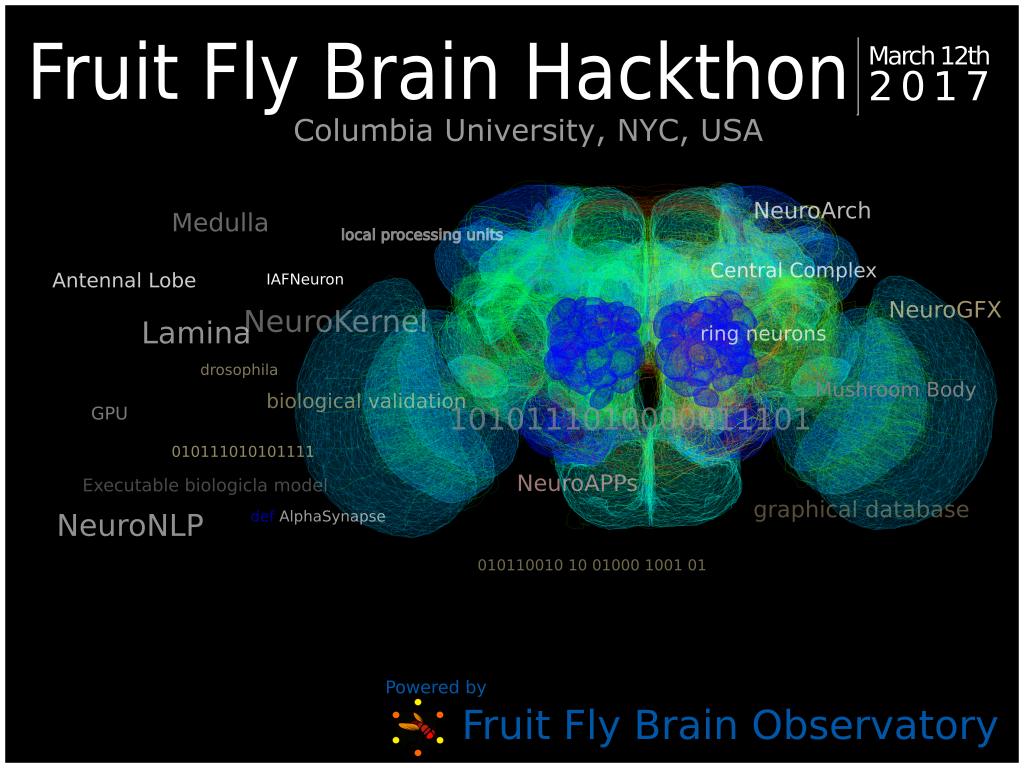 Fruit Fly Brain Hackthon
March 12th
2017
Columbia University, NYC, USA
Medulla
local processing units
NeuroArch
Antennal Lobe
IAFNeuron
Central Complex
NeuroGFX
Lamina
NeuroKernel
ring neurons
drosophila
Mushroom Body
biological validation
GPU
1010111010000011101
010111010101111
Executable biologicla model
NeuroAPPs
NeuroNLP
def AlphaSynapse
graphical database
010110010 10 01000 1001 01
Powered by
Fruit Fly Brain Observatory